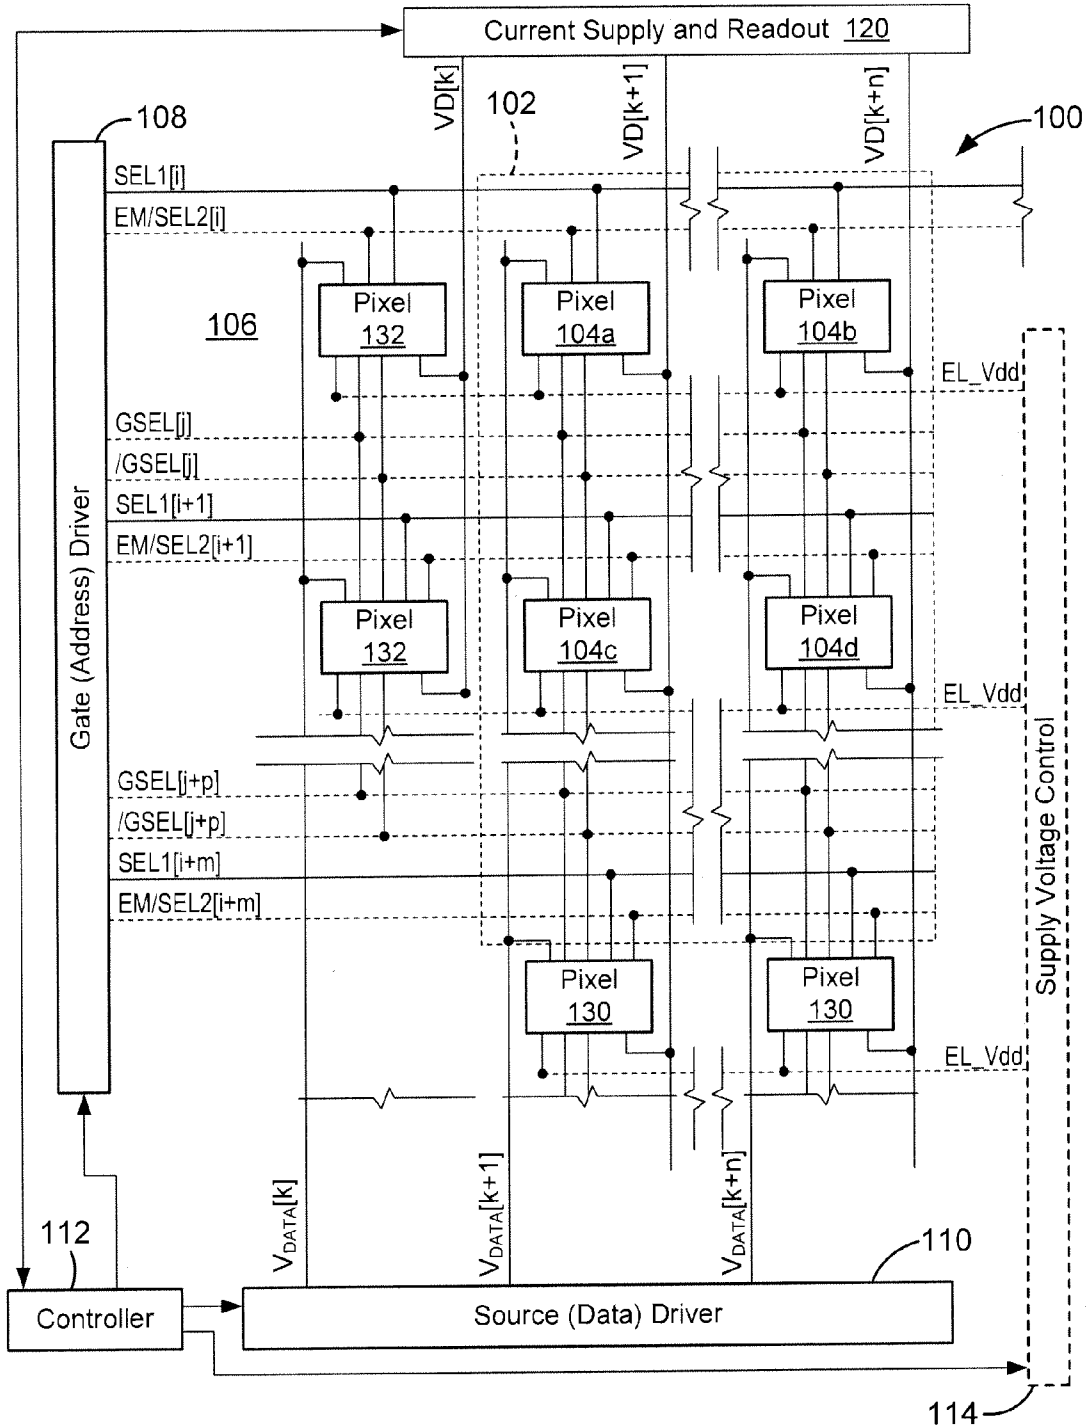 Current Supply and Readout 120
VD[k]
VD[k+1]
VD[k+n]
102
108
100
SEL1[i]
EM/SEL2[i]
Pixel
132
Pixel
104a
Pixel
104b
106
EL_Vdd
GSEL[j]
/GSEL[j]
SEL1[i+1]
EM/SEL2[i+1]
Gate (Address) Driver
Pixel
132
Pixel
104c
Pixel
104d
EL_Vdd
Supply Voltage Control
GSEL[j+p]
/GSEL[j+p]
SEL1[i+m]
EM/SEL2[i+m]
Pixel
130
Pixel
130
EL_Vdd
VDATA[k]
VDATA[k+1]
VDATA[k+n]
112
110
Controller
Source (Data) Driver
114